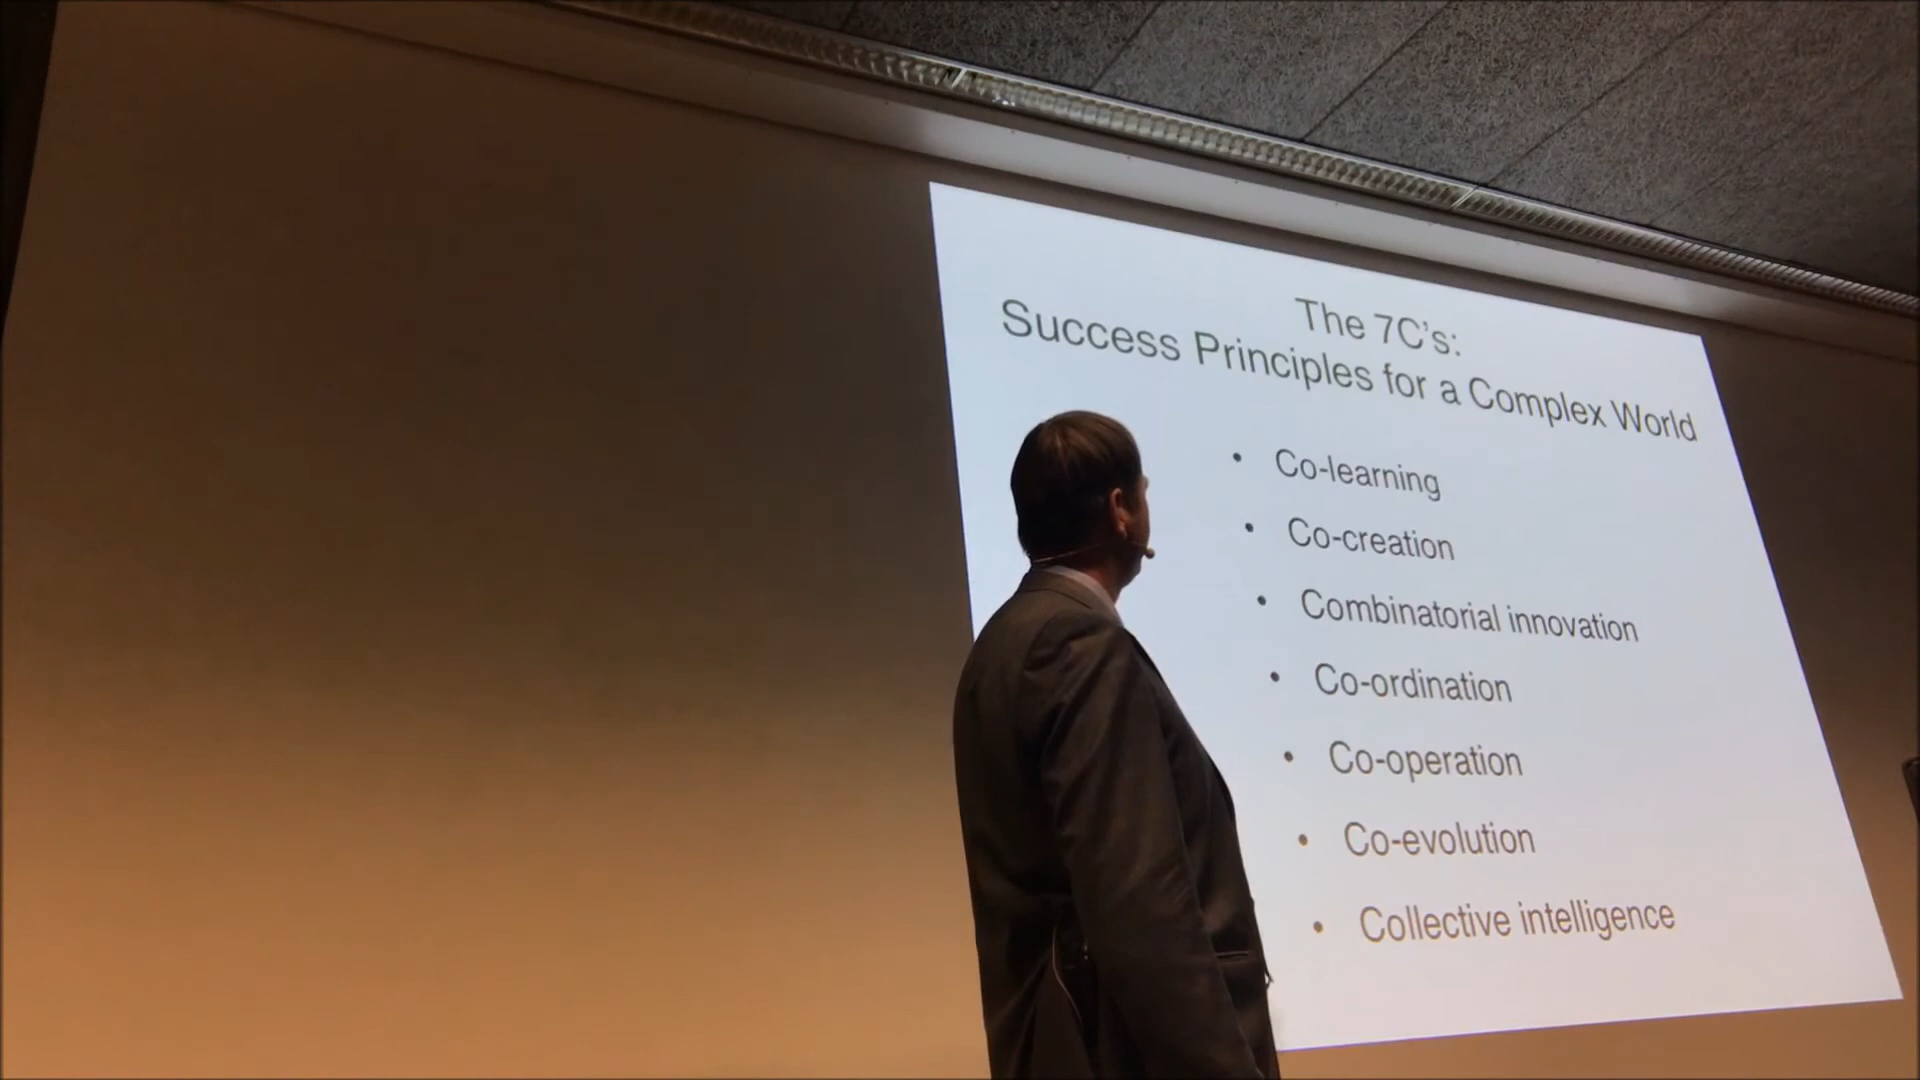 The 7C's:
Success Principles for a Complex World
• Co-learning
• Co-creation
• Combinatorial innovation
• Co-ordination
• Co-operation
• Co-evolution
• Collective intelligence